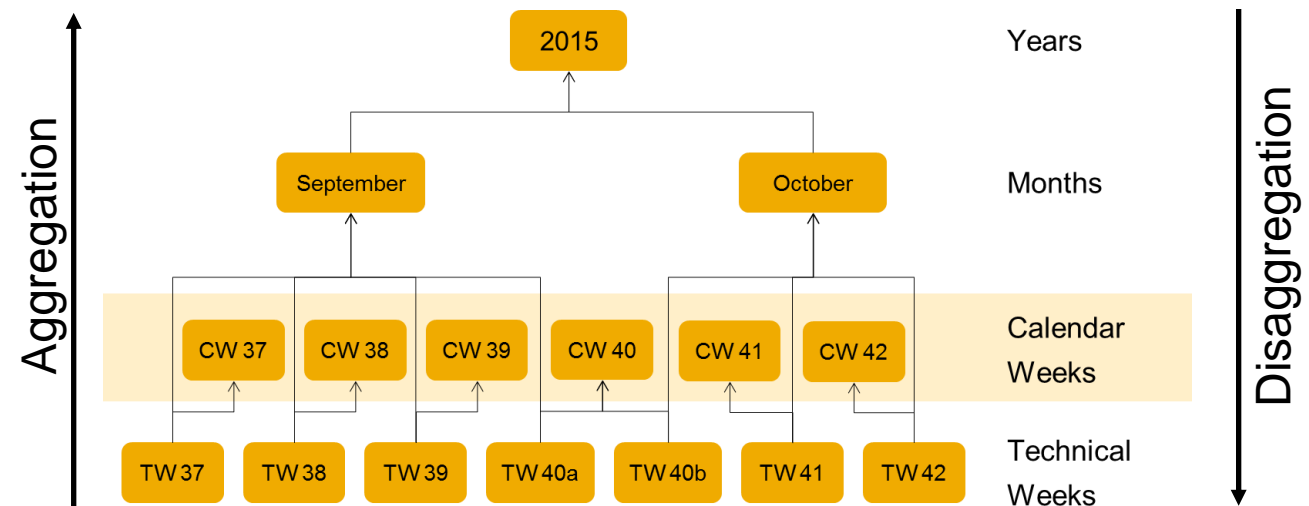 2015
Years
Aggregation
Disaggregation
September
October
Months
CW 37
CW 38
CW 39
CW 40
CW 41
CW 42
Calendar
Weeks
TW 37
TW 38
TW 39
TW 40a
TW 40b
TW 41
TW 42
Technical
Weeks